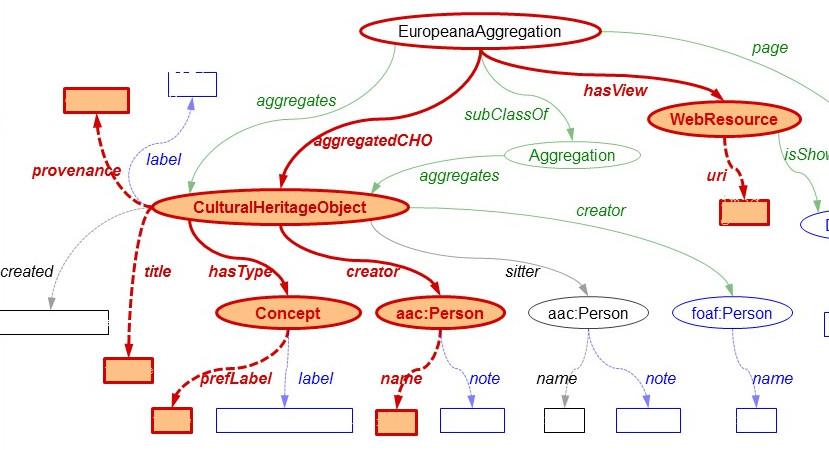 EuropeanaAggregation
page
hasView
aggregates
subClassOf
WebResource
aggregatedCHO
label
Aggregation
isShow
provenance
aggregates
uri
CulturalHeritageObject
creator
created
title
hasType
creator
sitter
Concept
aac:Person
aac:Person
foaf:Person
prefLabel
label
name
note
name
note
name